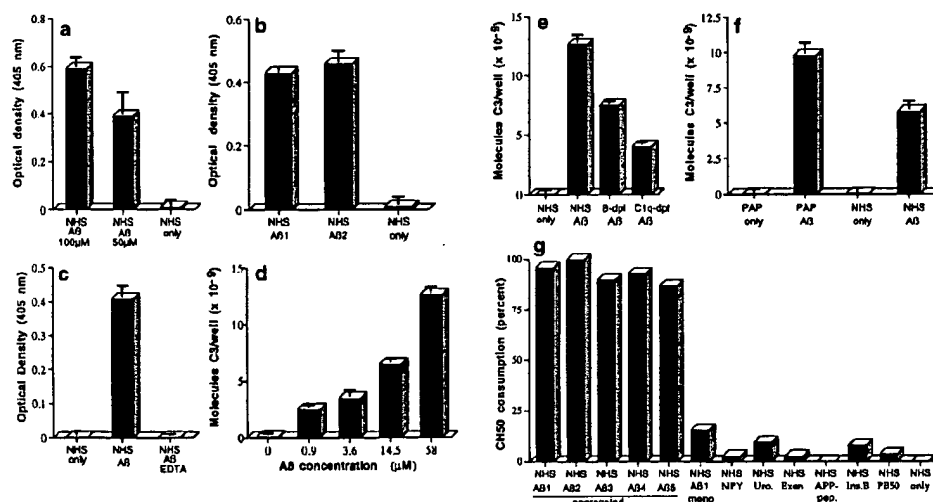 a
Optical density (405 nm)
0.8
0.6
0.4
0.2
0.0
NHS Aß 100µM
NHS Aß 50µM
NHS only
b
Optical density (405 nm)
0.4
0.2
0
NHS Aß1
NHS Aß2
NHS only
c
Optical Density (405 nm)
0.5
0.4
0.3
0.2
0.1
0.0
NHS only
NHS Aß
NHS Aß EDTA
d
Molecules C3/well (x 10⁻⁹)
15
10
5
0
0
0.9
3.6
14.5
58
Aß concentration (µM)
e
Molecules C3/well (x 10⁻⁹)
15
10
5
0
NHS only
NHS Aß
B-dpl Aß
C1q-dpl Aß
f
Molecules C3/well (x 10⁻⁹)
12.5
10
7.5
5
2.5
0
PAP only
PAP Aß
NHS only
NHS Aß
g
CH50 consumption (percent)
100
75
50
25
0
NHS Aß1
NHS Aß2
NHS Aß3
NHS Aß4
NHS Aß5
NHS Aß1 mono
NHS NPY
NHS Uro.
NHS Exen
NHS APP-pep.
NHS Ins.B
NHS PB50
NHS only